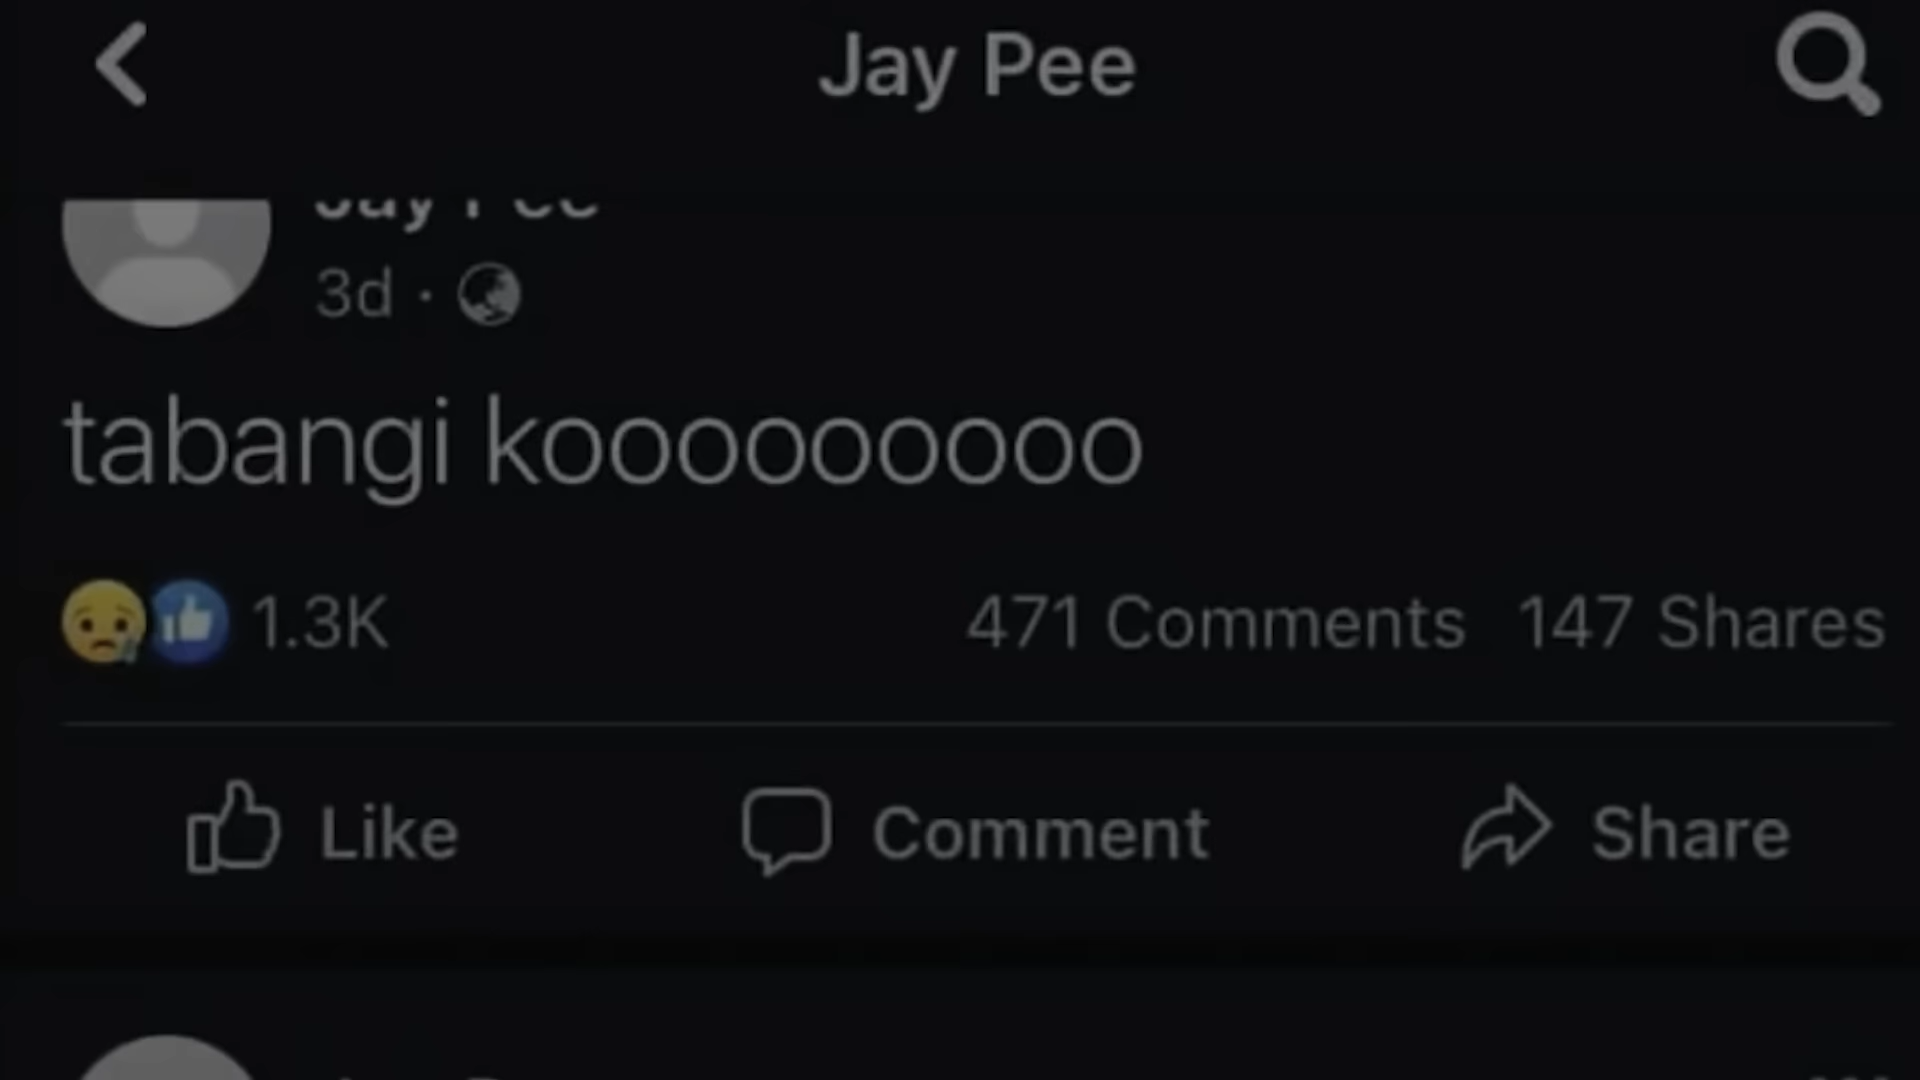 Jay Pee
Jay Pee
3d ·
tabangi kooooooooo
1.3K
471 Comments 147 Shares
Like
Comment
Share